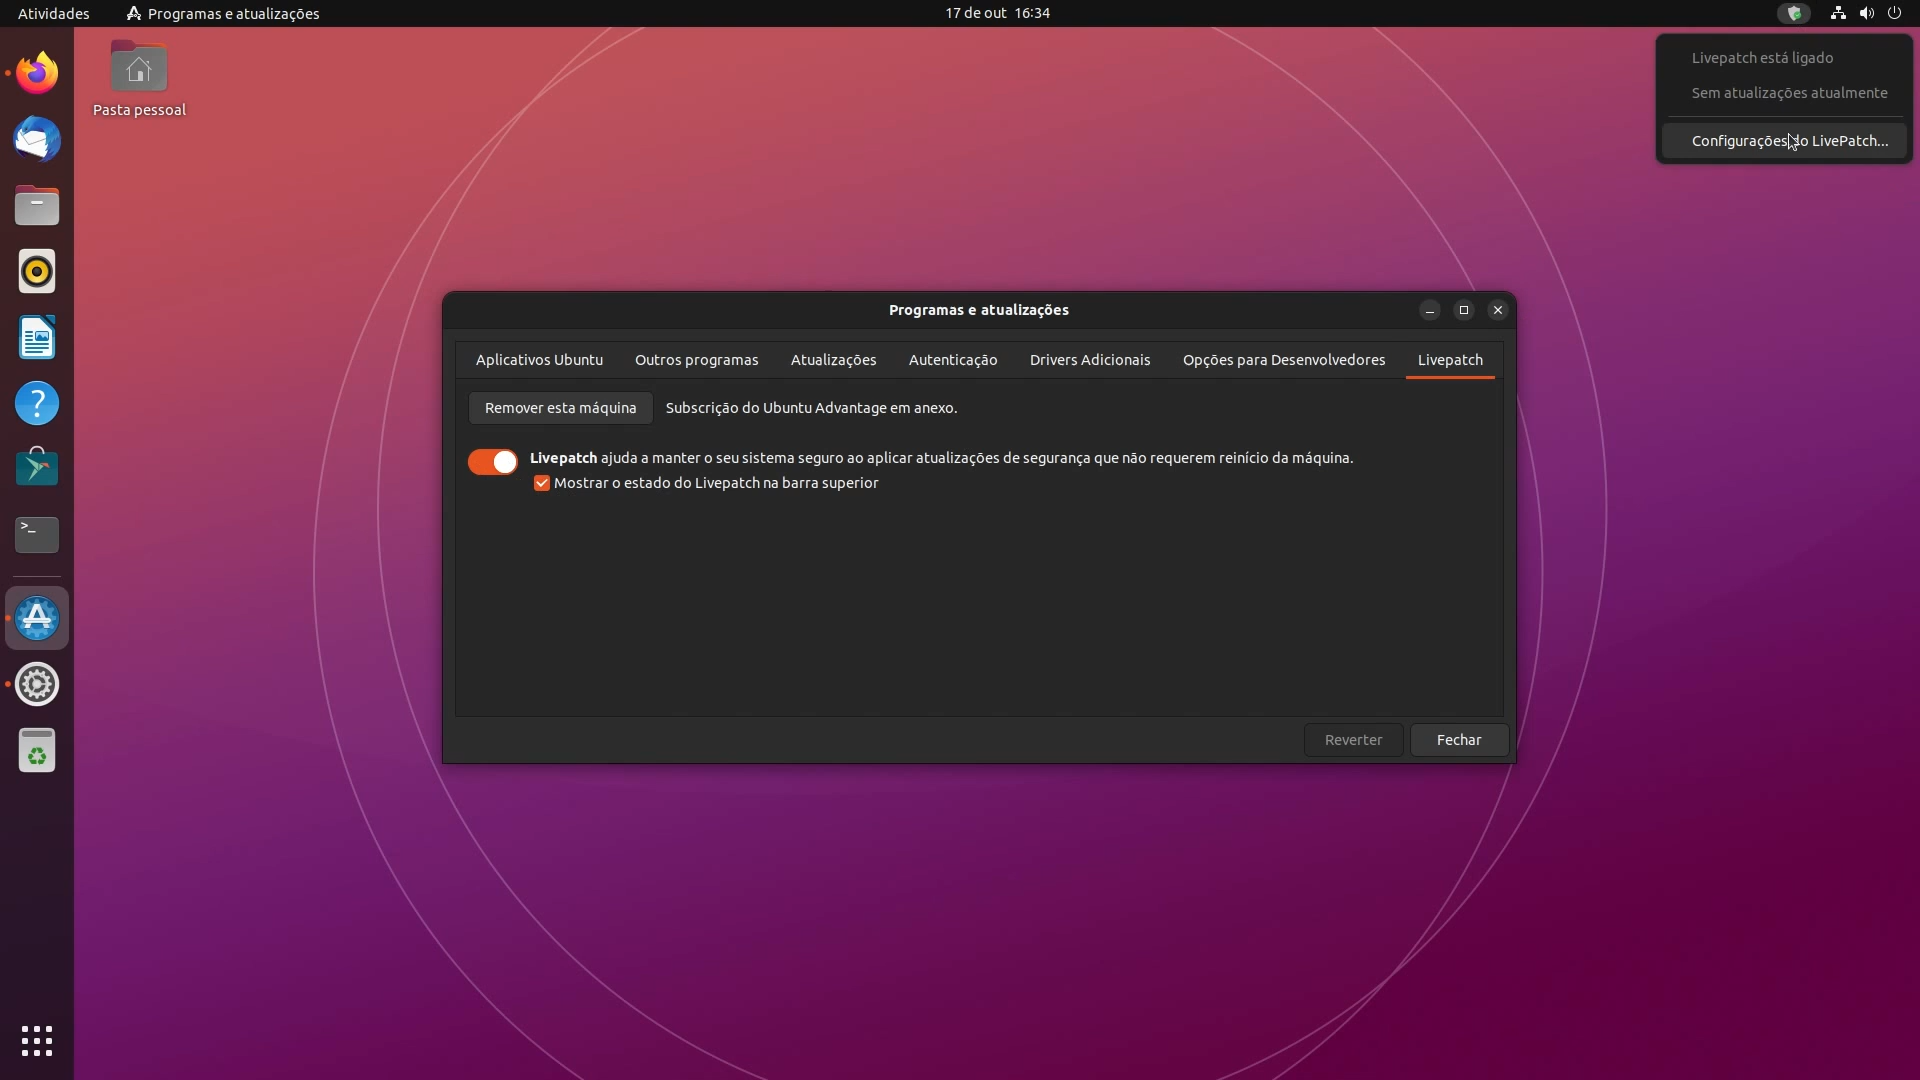 Atividades
Programas e atualizações
17 de out 16:34
Pasta pessoal
Livepatch está ligado
Sem atualizações atualmente
Configurações do LivePatch...
Programas e atualizações
Aplicativos Ubuntu
Outros programas
Atualizações
Autenticação
Drivers Adicionais
Opções para Desenvolvedores
Livepatch
Remover esta máquina
Subscrição do Ubuntu Advantage em anexo.
Livepatch ajuda a manter o seu sistema seguro ao aplicar atualizações de segurança que não requerem reinício da máquina.
Mostrar o estado do Livepatch na barra superior
Reverter
Fechar